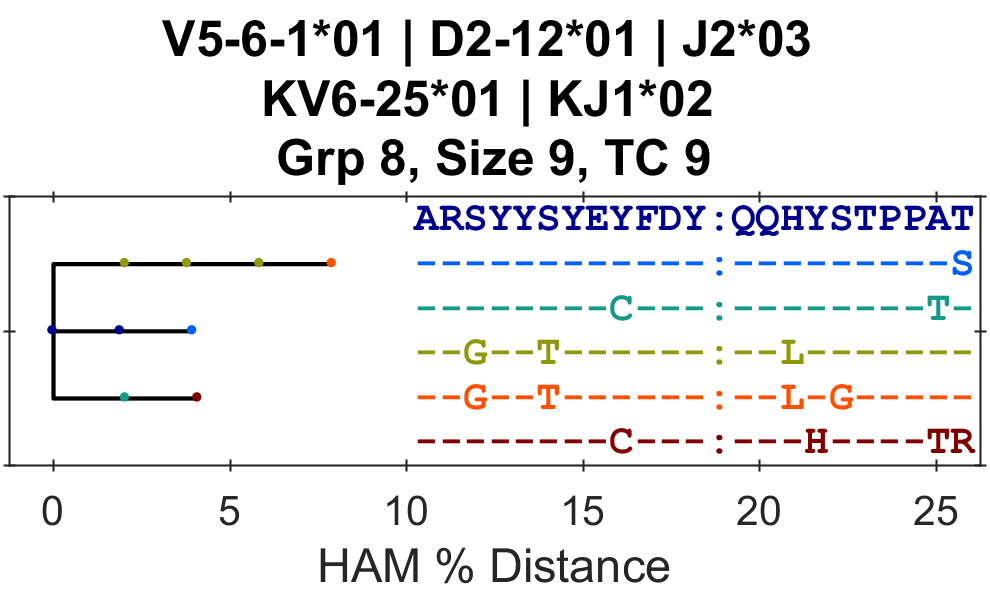 V5-6-1*01 | D2-12*01 | J2*03
KV6-25*01 | KJ1*02
Grp 8, Size 9, TC 9
ARSYYSYEYFDY:QQHYSTPPAT
------------:---------S
--------C---:--------T-
--G--T------:--L-------
--G--T------:--L-G-----
--------C---:---H----TR
0 5 10 15 20 25
HAM % Distance